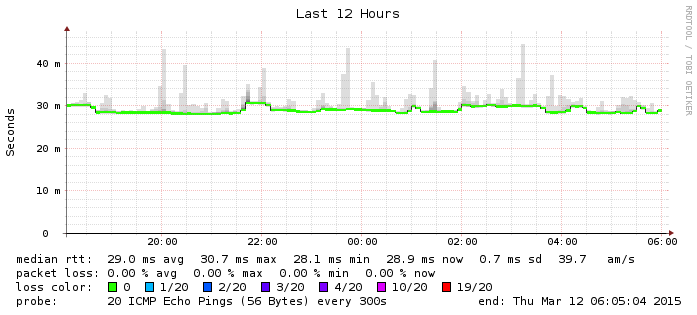 Last 12 Hours
RRDTOOL / TOBI OETIKER
Seconds
40 m
30 m
20 m
10 m
0
20:00 22:00 00:00 02:00 04:00 06:00
median rtt: 29.0 ms avg 30.7 ms max 28.1 ms min 28.9 ms now 0.7 ms sd 39.7 am/s
packet loss: 0.00 % avg 0.00 % max 0.00 % min 0.00 % now
loss color: 0 1/20 2/20 3/20 4/20 10/20 19/20
probe: 20 ICMP Echo Pings (56 Bytes) every 300s end: Thu Mar 12 06:05:04 2015